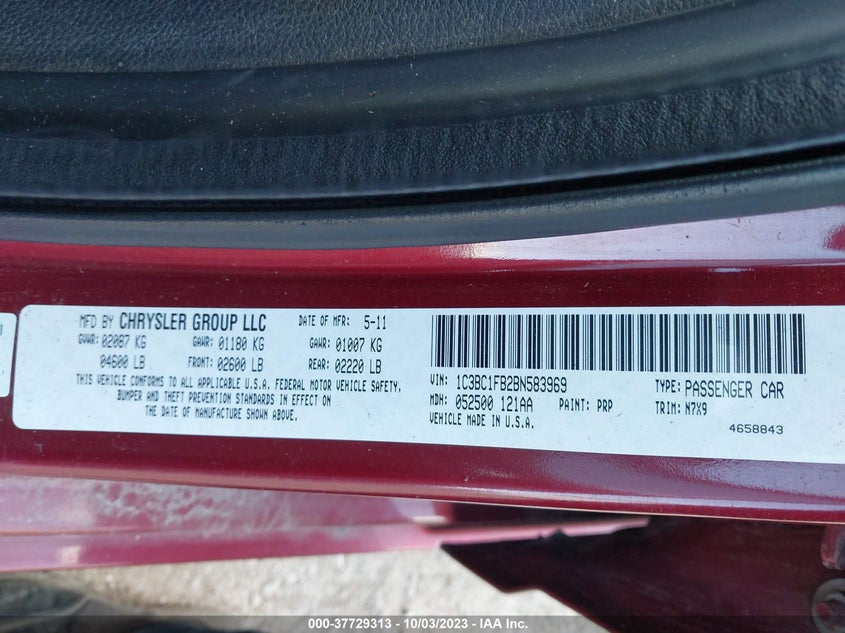 MFD BY CHRYSLER GROUP LLC DATE OF MFR: 5-11
GVWR: 02087 KG GAWR: 01180 KG GAWR: 01007 KG
04600 LB FRONT: 02600 LB REAR: 02220 LB
THIS VEHICLE CONFORMS TO ALL APPLICABLE U.S.A. FEDERAL MOTOR VEHICLE SAFETY,
BUMPER AND THEFT PREVENTION STANDARDS IN EFFECT ON
THE DATE OF MANUFACTURE SHOWN ABOVE.
VIN: 1C3BC1FB2BN583969 TYPE: PASSENGER CAR
MDH: 052500 121AA PAINT: PRP TRIM: N7X9
VEHICLE MADE IN U.S.A. 4658843
000-37729313 - 10/03/2023 - IAA Inc.